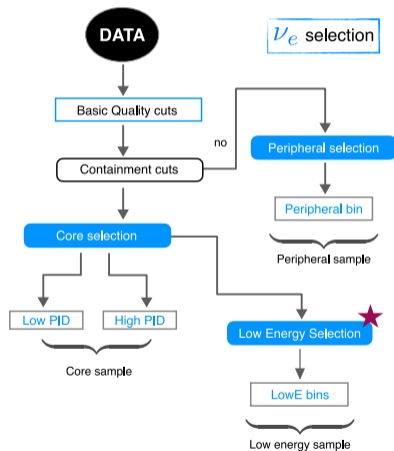 DATA
ν_e selection
Basic Quality cuts
no
Containment cuts
Peripheral selection
Peripheral bin
Core selection
Peripheral sample
Low PID
High PID
Low Energy Selection
Core sample
LowE bins
Low energy sample